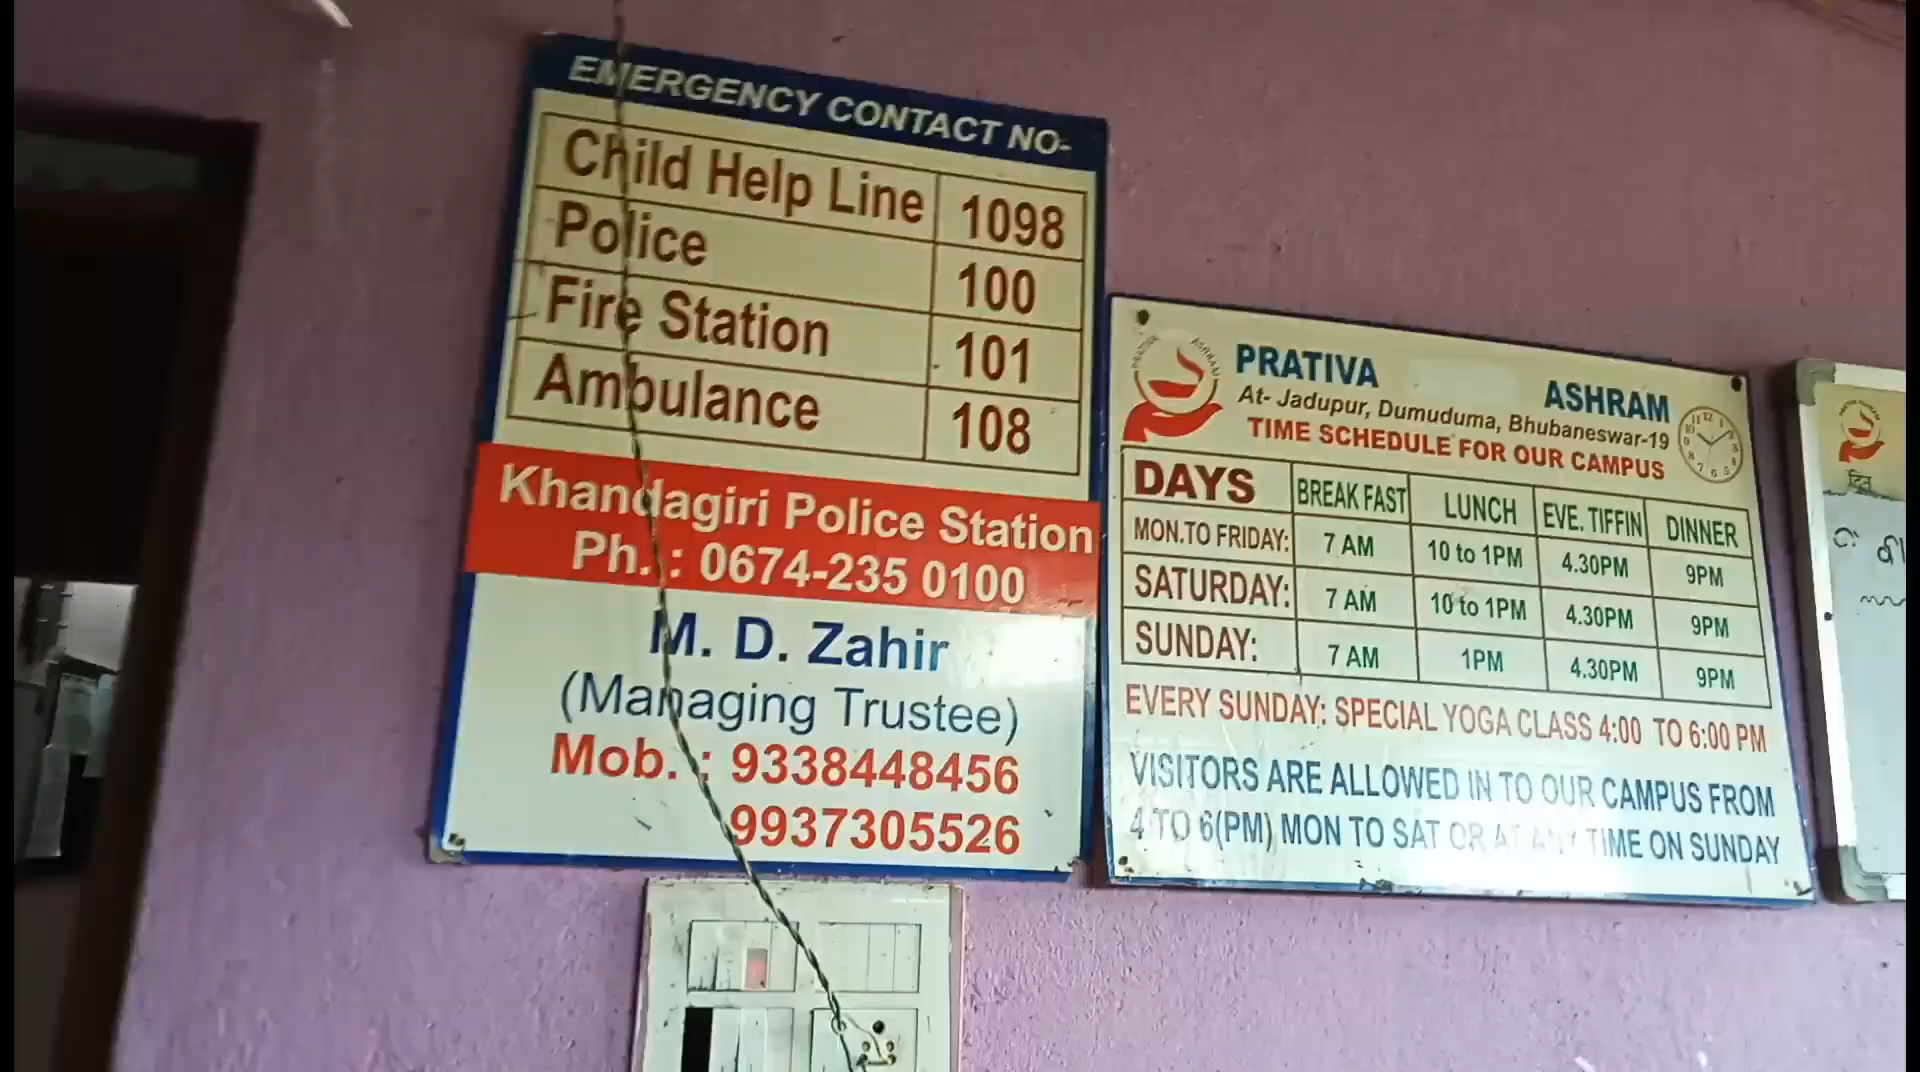 EMERGENCY CONTACT NO-
Child Help Line 1098
Police 100
Fire Station 101
Ambulance 108
Khandagiri Police Station
Ph. : 0674-235 0100
M. D. Zahir
(Managing Trustee)
Mob. : 9338448456
9937305526
PRATIVA ASHRAM
At- Jadupur, Dumuduma, Bhubaneswar-19
TIME SCHEDULE FOR OUR CAMPUS
DAYS BREAK FAST LUNCH EVE. TIFFIN DINNER
MON.TO FRIDAY: 7 AM 10 to 1PM 4.30PM 9PM
SATURDAY: 7 AM 10 to 1PM 4.30PM 9PM
SUNDAY: 7 AM 1PM 4.30PM 9PM
EVERY SUNDAY: SPECIAL YOGA CLASS 4:00 TO 6:00 PM
VISITORS ARE ALLOWED IN TO OUR CAMPUS FROM
4 TO 6(PM) MON TO SAT OR AT ANY TIME ON SUNDAY